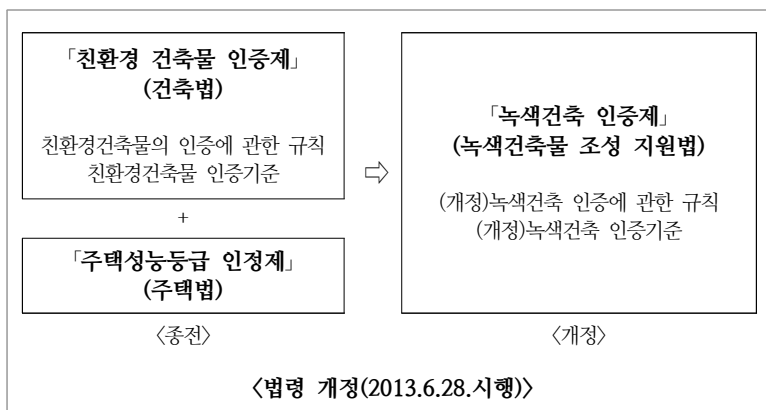 「친환경 건축물 인증제」
(건축법)
친환경건축물의 인증에 관한 규칙
친환경건축물 인증기준
+
「주택성능등급 인정제」
(주택법)
〈종전〉
⇨
「녹색건축 인증제」
(녹색건축물 조성 지원법)
(개정)녹색건축 인증에 관한 규칙
(개정)녹색건축 인증기준
〈개정〉
〈법령 개정(2013.6.28.시행)〉